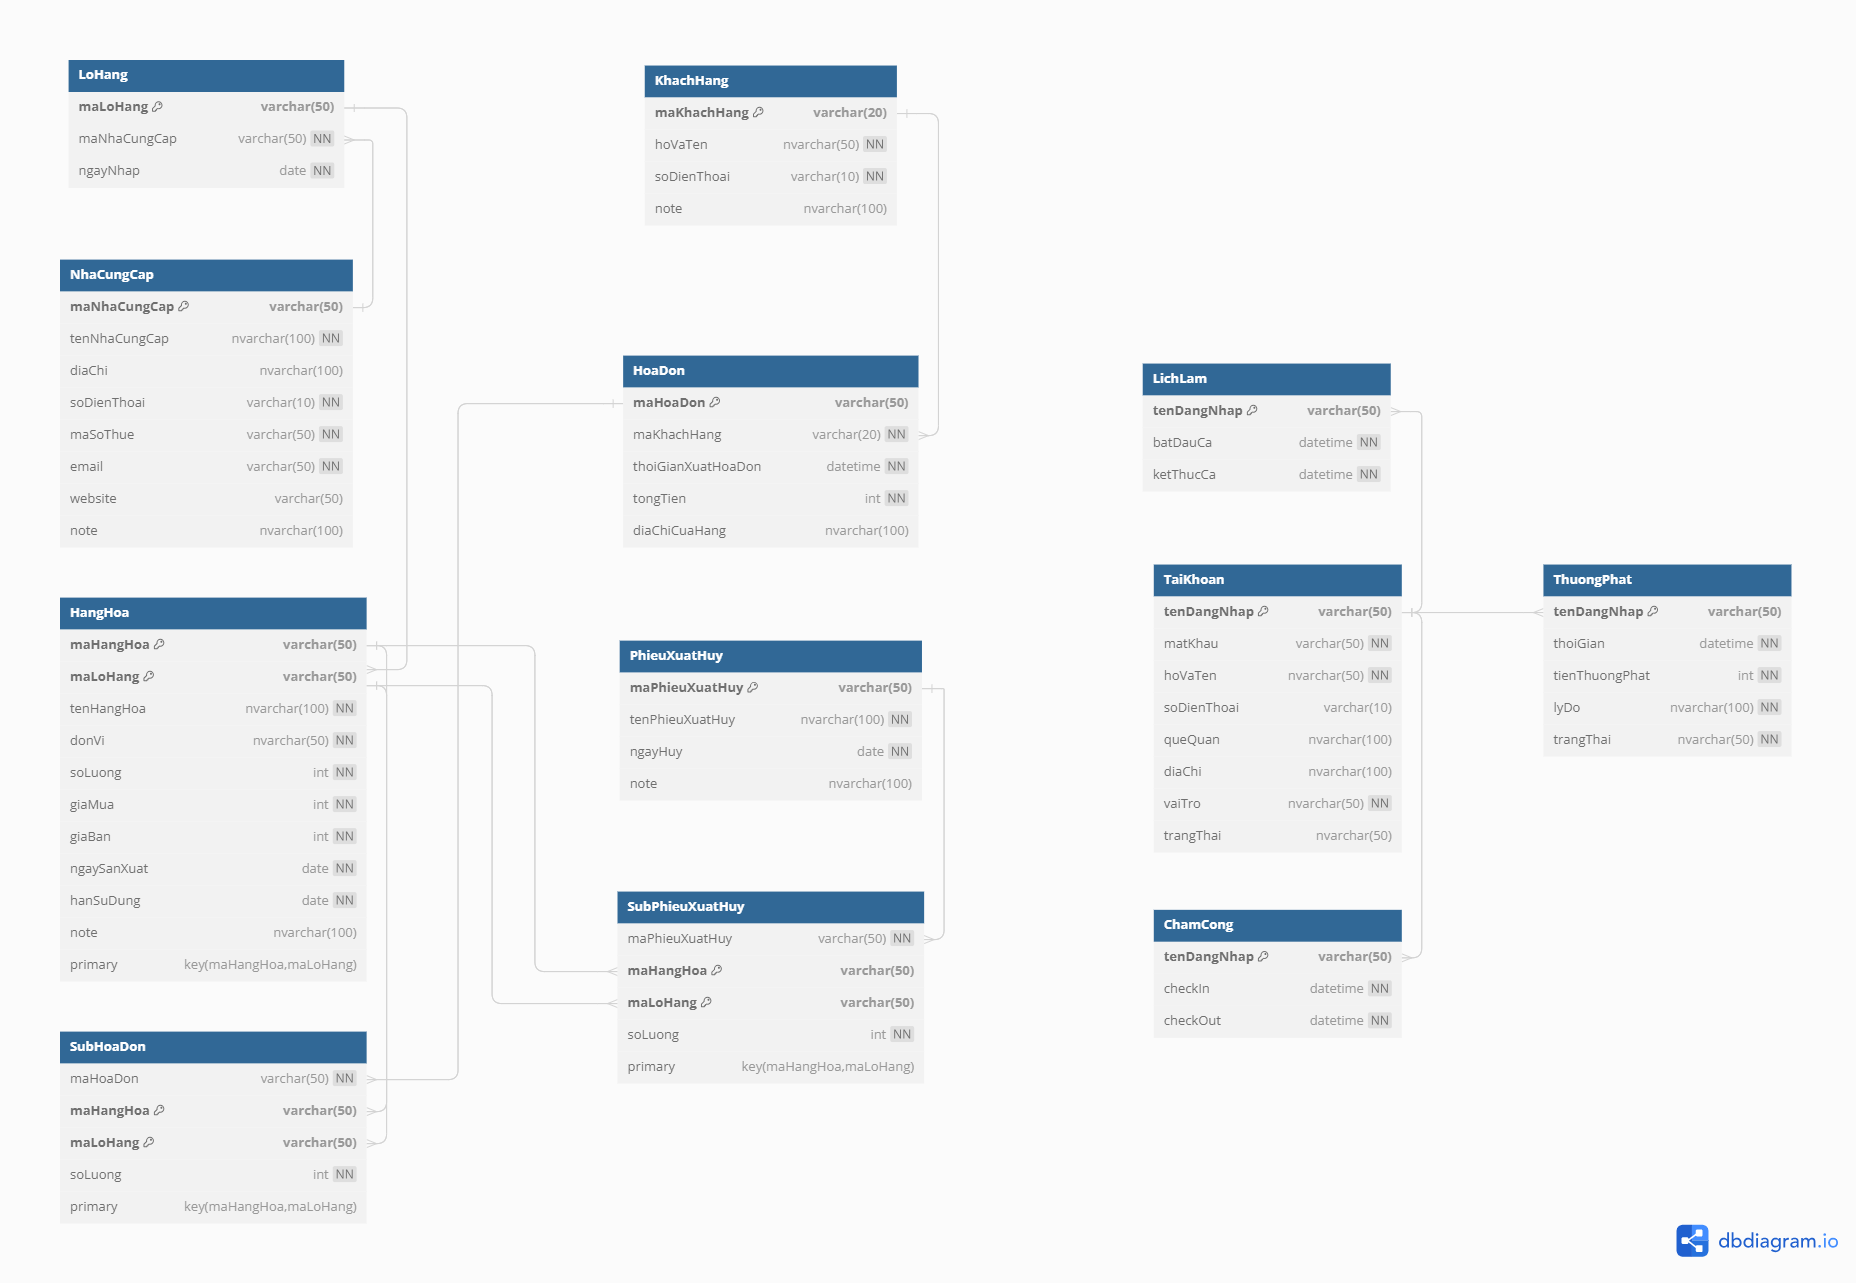 LoHang
maLoHang varchar(50)
maNhaCungCap varchar(50) NN
ngayNhap date NN
NhaCungCap
maNhaCungCap varchar(50)
tenNhaCungCap nvarchar(100) NN
diaChi nvarchar(100)
soDienThoai varchar(10) NN
maSoThue varchar(50) NN
email varchar(50) NN
website varchar(50)
note nvarchar(100)
HangHoa
maHangHoa varchar(50)
maLoHang varchar(50)
tenHangHoa nvarchar(100) NN
donVi nvarchar(50) NN
soLuong int NN
giaMua int NN
giaBan int NN
ngaySanXuat date NN
hanSuDung date NN
note nvarchar(100)
primary key(maHangHoa,maLoHang)
SubHoaDon
maHoaDon varchar(50) NN
maHangHoa varchar(50)
maLoHang varchar(50)
soLuong int NN
primary key(maHangHoa,maLoHang)
KhachHang
maKhachHang varchar(20)
hoVaTen nvarchar(50) NN
soDienThoai varchar(10) NN
note nvarchar(100)
HoaDon
maHoaDon varchar(50)
maKhachHang varchar(20) NN
thoiGianXuatHoaDon datetime NN
tongTien int NN
diaChiCuaHang nvarchar(100)
PhieuXuatHuy
maPhieuXuatHuy varchar(50)
tenPhieuXuatHuy nvarchar(100) NN
ngayHuy date NN
note nvarchar(100)
SubPhieuXuatHuy
maPhieuXuatHuy varchar(50) NN
maHangHoa varchar(50)
maLoHang varchar(50)
soLuong int NN
primary key(maHangHoa,maLoHang)
LichLam
tenDangNhap varchar(50)
batDauCa datetime NN
ketThucCa datetime NN
TaiKhoan
tenDangNhap varchar(50)
matKhau varchar(50) NN
hoVaTen nvarchar(50) NN
soDienThoai varchar(10)
queQuan nvarchar(100)
diaChi nvarchar(100)
vaiTro nvarchar(50) NN
trangThai nvarchar(50)
ChamCong
tenDangNhap varchar(50)
checkIn datetime NN
checkOut datetime NN
ThuongPhat
tenDangNhap varchar(50)
thoiGian datetime NN
tienThuongPhat int NN
lyDo nvarchar(100) NN
trangThai nvarchar(50) NN
dbdiagram.io